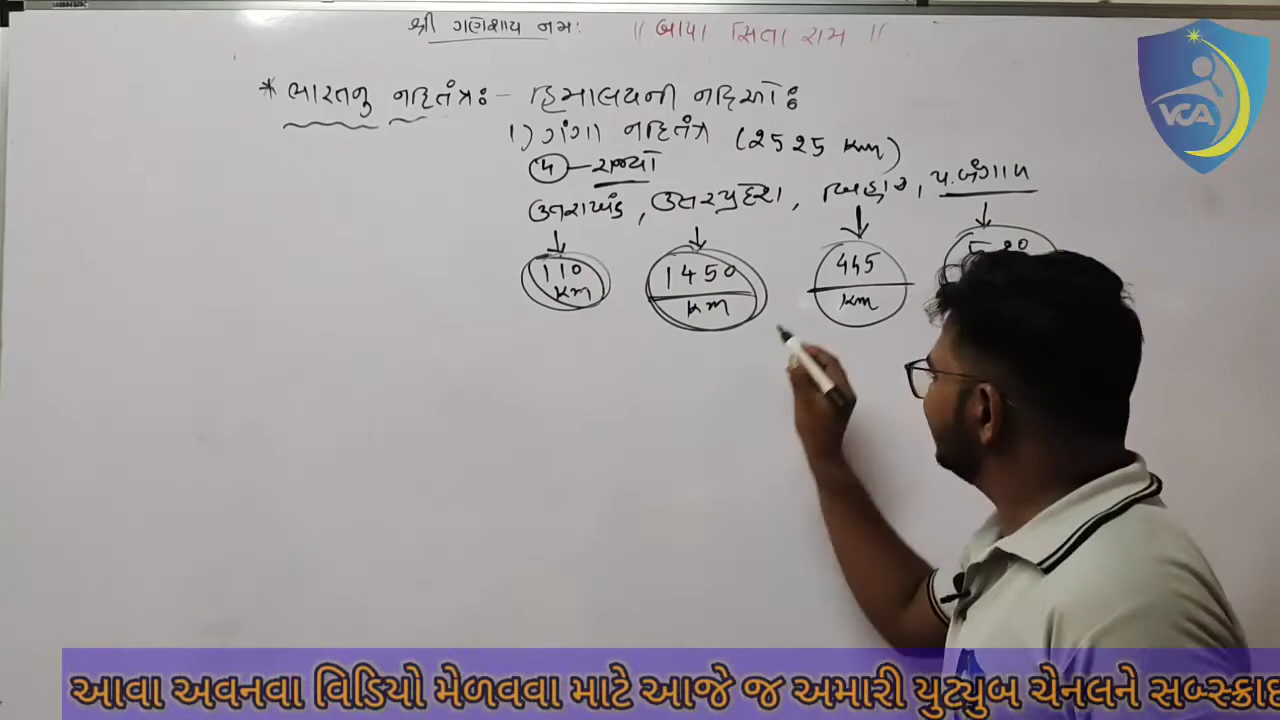 શ્રી ગણેશાય નમ: ॥ બાપા સિતા રામ ॥
* ભારતનુ નદિતંત્રઃ - હિમાલયની નદિઓઃ
1) ગંગા નદિતંત્ર (2525 km)
4 - રાજ્યો
ઉત્તરાખંડ, ઉત્તરપ્રદેશ, બિહાર, પ.બંગાળ
110 km 1450 km 445 km
VCA
આવા અવનવા વિડિયો મેળવવા માટે આજે જ અમારી યુટ્યુબ ચેનલને સબ્સ્ક્રાઇ